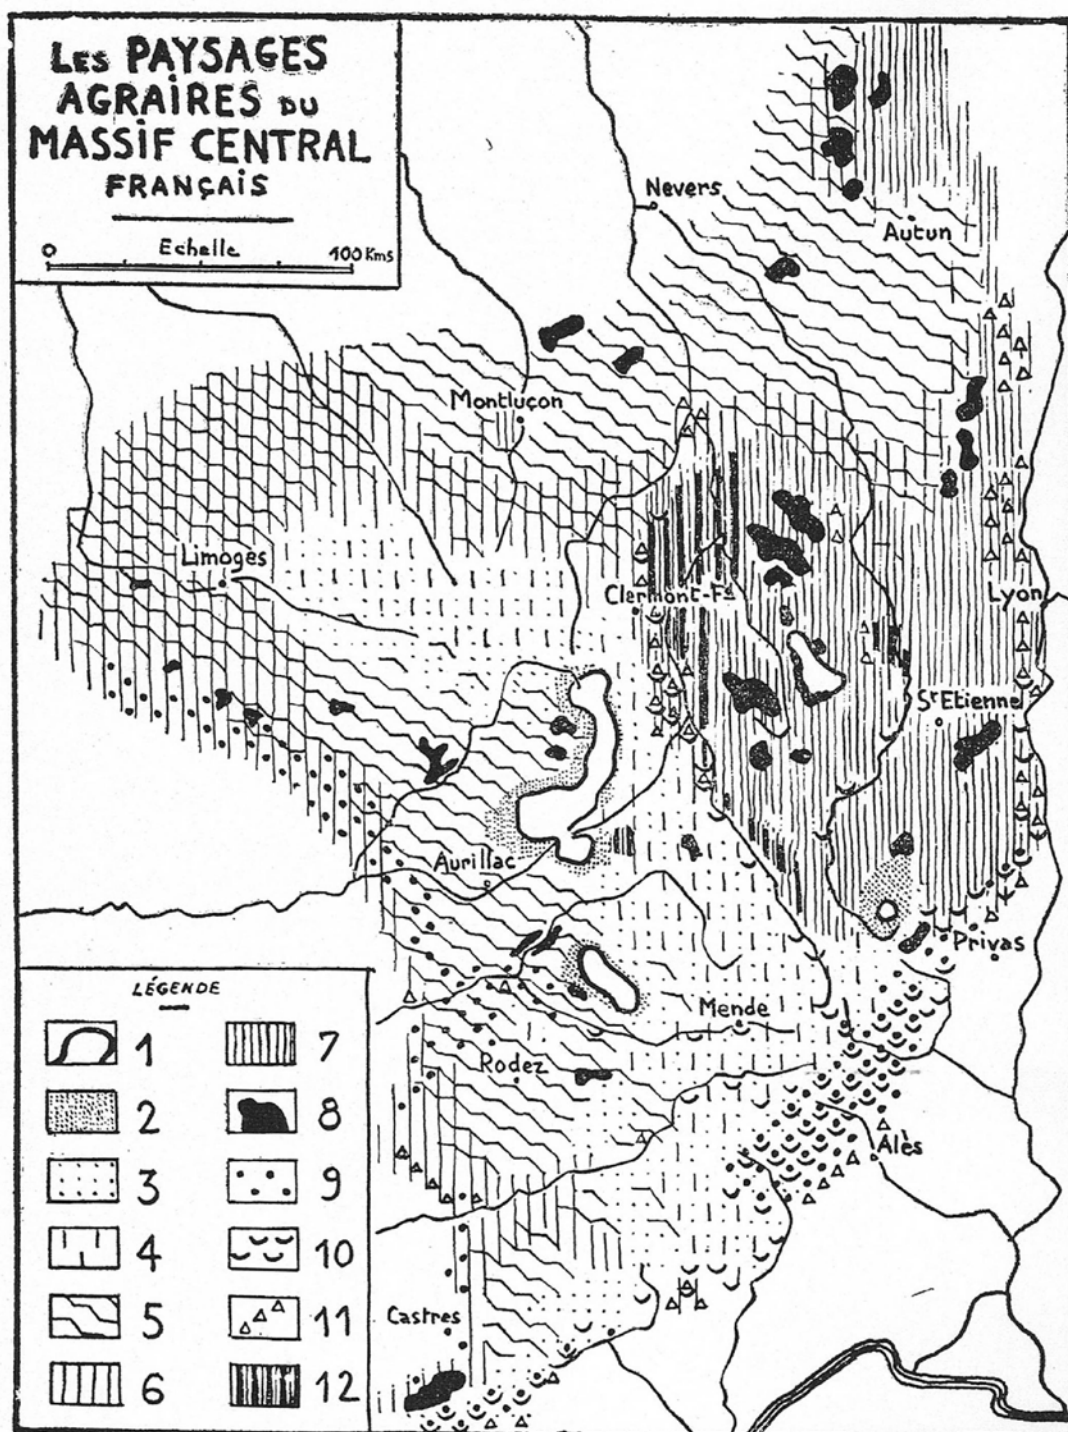 Les PAYSAGES
AGRAIRES DU
MASSIF CENTRAL
FRANÇAIS
Echelle
0 100 Kms
Nevers
Autun
Montluçon
Limoges
Clermont-Fd
Lyon
St Etienne
Aurillac
Privas
Mende
Rodez
Alès
Castres
LÉGENDE
1 7
2 8
3 9
4 10
5 11
6 12